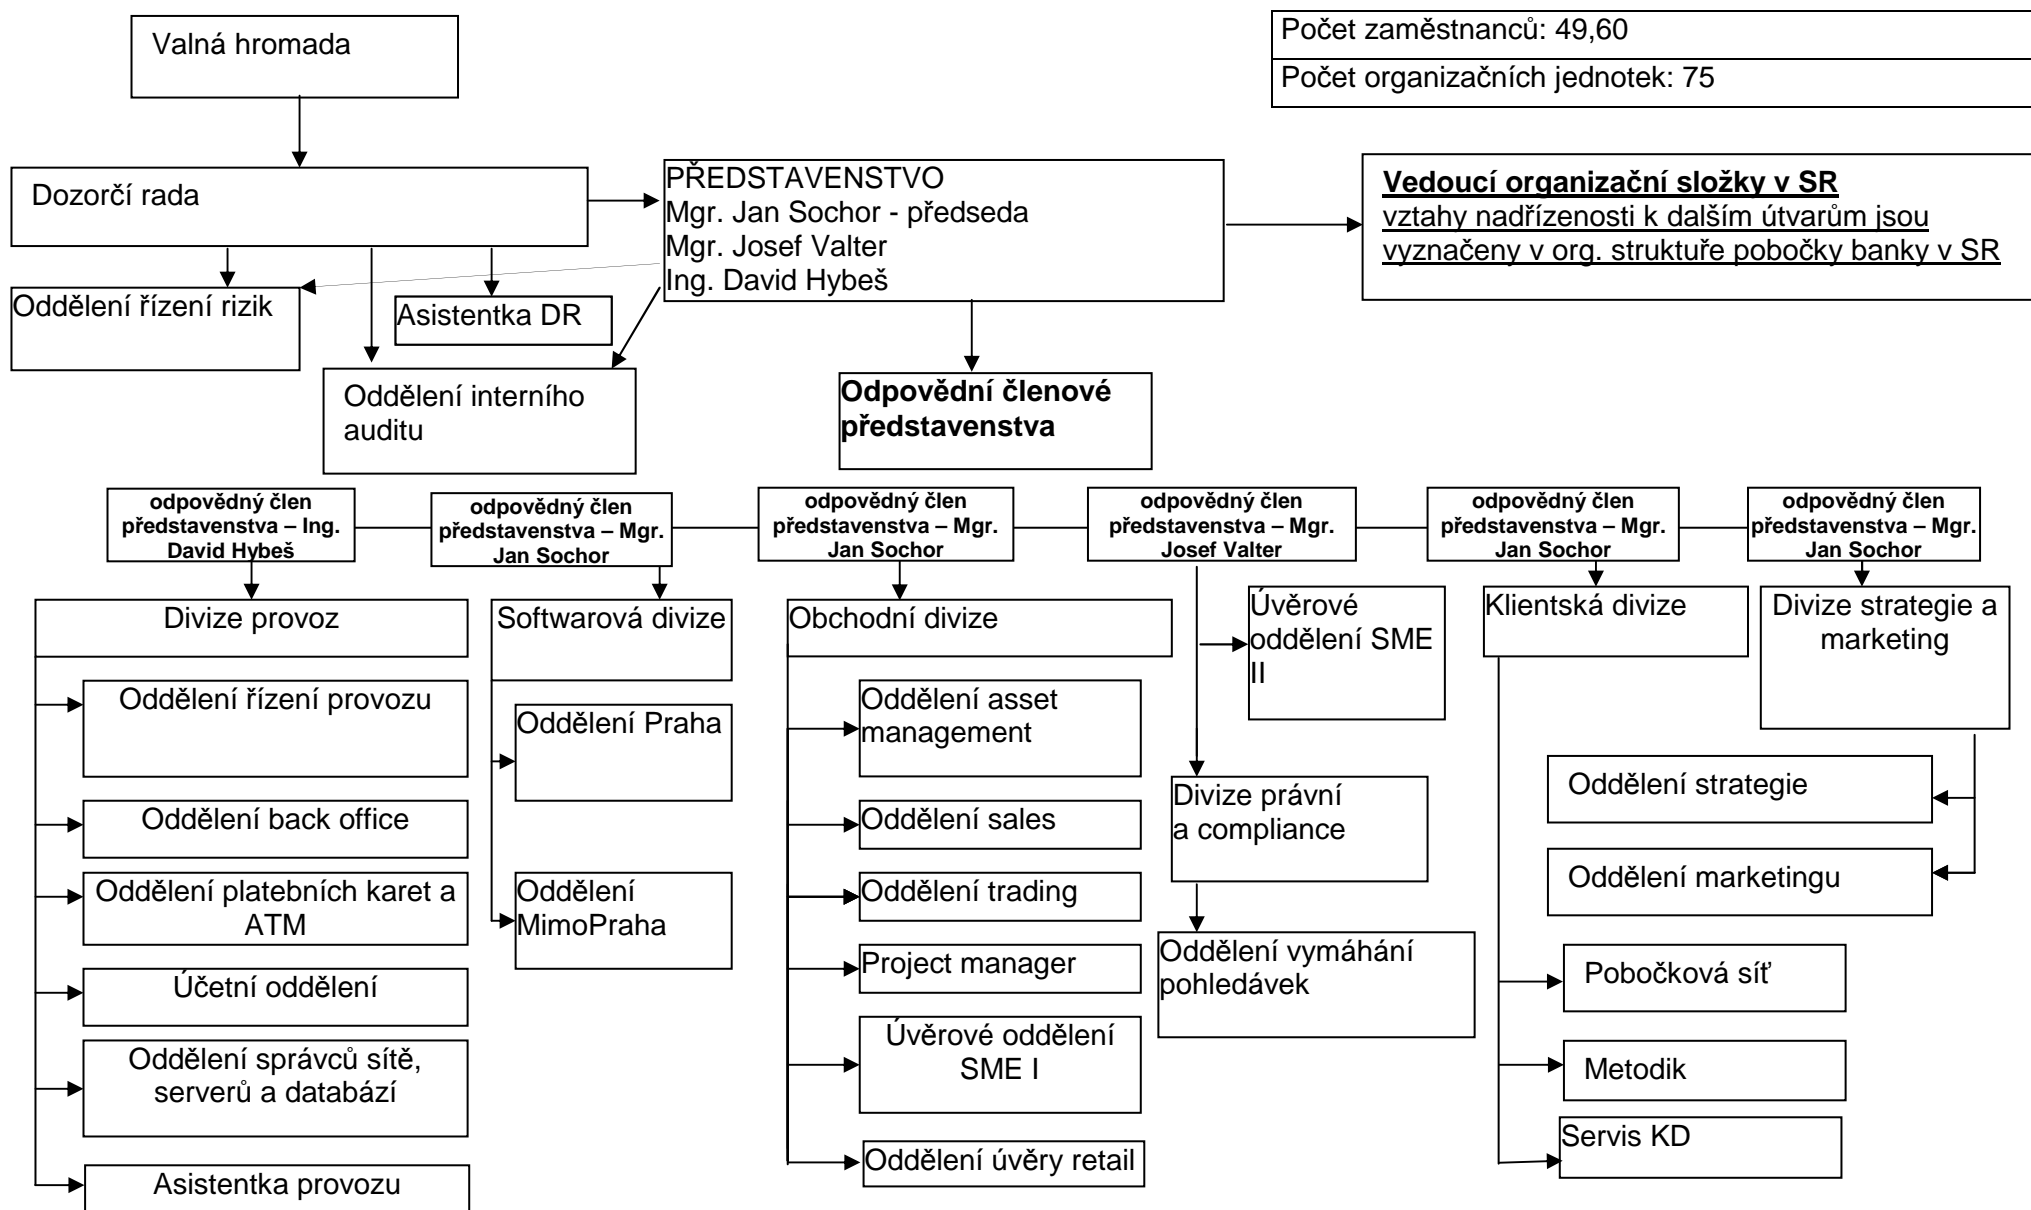 Valná hromada
Počet zaměstnanců: 49,60
Počet organizačních jednotek: 75
Dozorčí rada
PŘEDSTAVENSTVO
Mgr. Jan Sochor - předseda
Mgr. Josef Valter
Ing. David Hybeš
Vedoucí organizační složky v SR
vztahy nadřízenosti k dalším útvarům jsou
vyznačeny v org. struktuře pobočky banky v SR
Oddělení řízení rizik
Asistentka DR
Oddělení interního
auditu
Odpovědní členové
představenstva
odpovědný člen
představenstva – Ing.
David Hybeš
odpovědný člen
představenstva – Mgr.
Jan Sochor
odpovědný člen
představenstva – Mgr.
Jan Sochor
odpovědný člen
představenstva – Mgr.
Josef Valter
odpovědný člen
představenstva – Mgr.
Jan Sochor
odpovědný člen
představenstva – Mgr.
Jan Sochor
Divize provoz
Oddělení řízení provozu
Oddělení back office
Oddělení platebních karet a
ATM
Účetní oddělení
Oddělení správců sítě,
serverů a databází
Asistentka provozu
Softwarová divize
Oddělení Praha
Oddělení
MimoPraha
Obchodní divize
Oddělení asset
management
Oddělení sales
Oddělení trading
Project manager
Úvěrové oddělení
SME I
Oddělení úvěry retail
Úvěrové
oddělení SME
II
Divize právní
a compliance
Oddělení vymáhání
pohledávek
Klientská divize
Pobočková síť
Metodik
Servis KD
Divize strategie a
marketing
Oddělení strategie
Oddělení marketingu